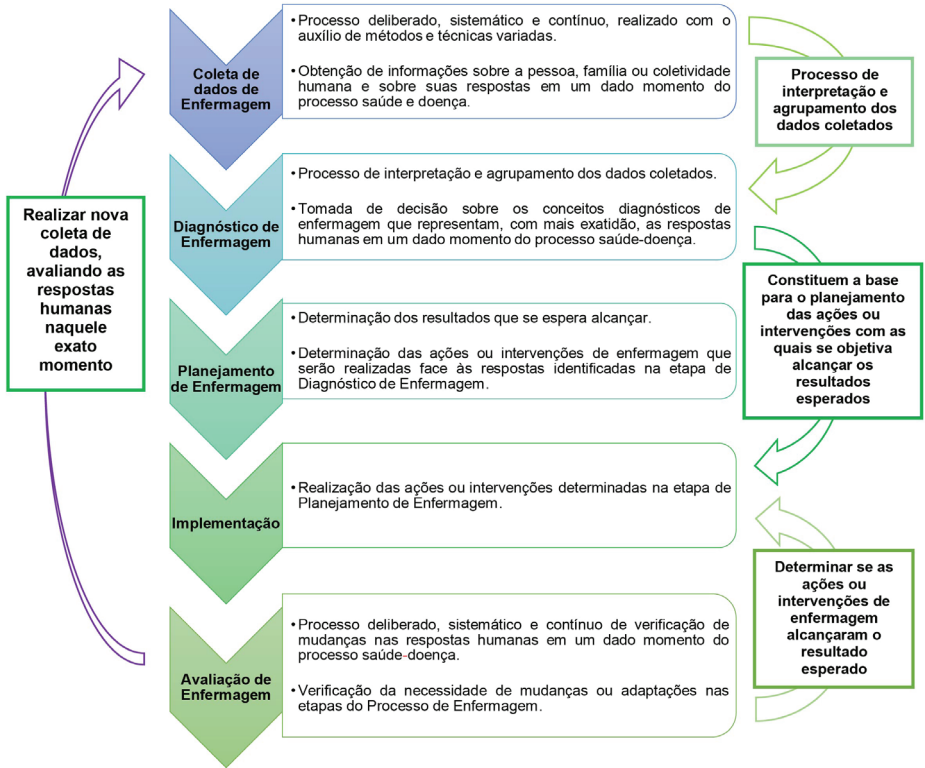 Coleta de
dados de
Enfermagem
•Processo deliberado, sistemático e contínuo, realizado com o
auxílio de métodos e técnicas variadas.
•Obtenção de informações sobre a pessoa, família ou coletividade
humana e sobre suas respostas em um dado momento do
processo saúde e doença.
Processo de
interpretação e
agrupamento dos
dados coletados
Diagnóstico de
Enfermagem
•Processo de interpretação e agrupamento dos dados coletados.
•Tomada de decisão sobre os conceitos diagnósticos de
enfermagem que representam, com mais exatidão, as respostas
humanas em um dado momento do processo saúde-doença.
Realizar nova
coleta de
dados,
avaliando as
respostas
humanas
naquele
exato
momento
Constituem a base
para o planejamento
das ações ou
intervenções com as
quais se objetiva
alcançar os
resultados
esperados
Planejamento
de Enfermagem
•Determinação dos resultados que se espera alcançar.
•Determinação das ações ou intervenções de enfermagem que
serão realizadas face às respostas identificadas na etapa de
Diagnóstico de Enfermagem.
Implementação
•Realização das ações ou intervenções determinadas na etapa de
Planejamento de Enfermagem.
Determinar se as
ações ou
intervenções de
enfermagem
alcançaram o
resultado
esperado
Avaliação de
Enfermagem
•Processo deliberado, sistemático e contínuo de verificação de
mudanças nas respostas humanas em um dado momento do
processo saúde-doença.
•Verificação da necessidade de mudanças ou adaptações nas
etapas do Processo de Enfermagem.